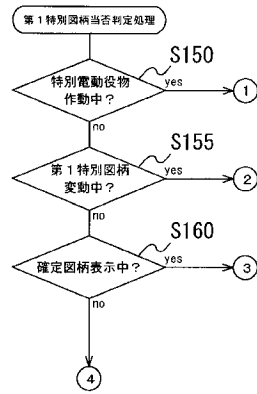 第1特別図柄当否判定処理
S150
特別電動役物
作動中?
yes
1
no
S155
第1特別図柄
変動中?
yes
2
no
S160
確定図柄表示中?
yes
3
no
4